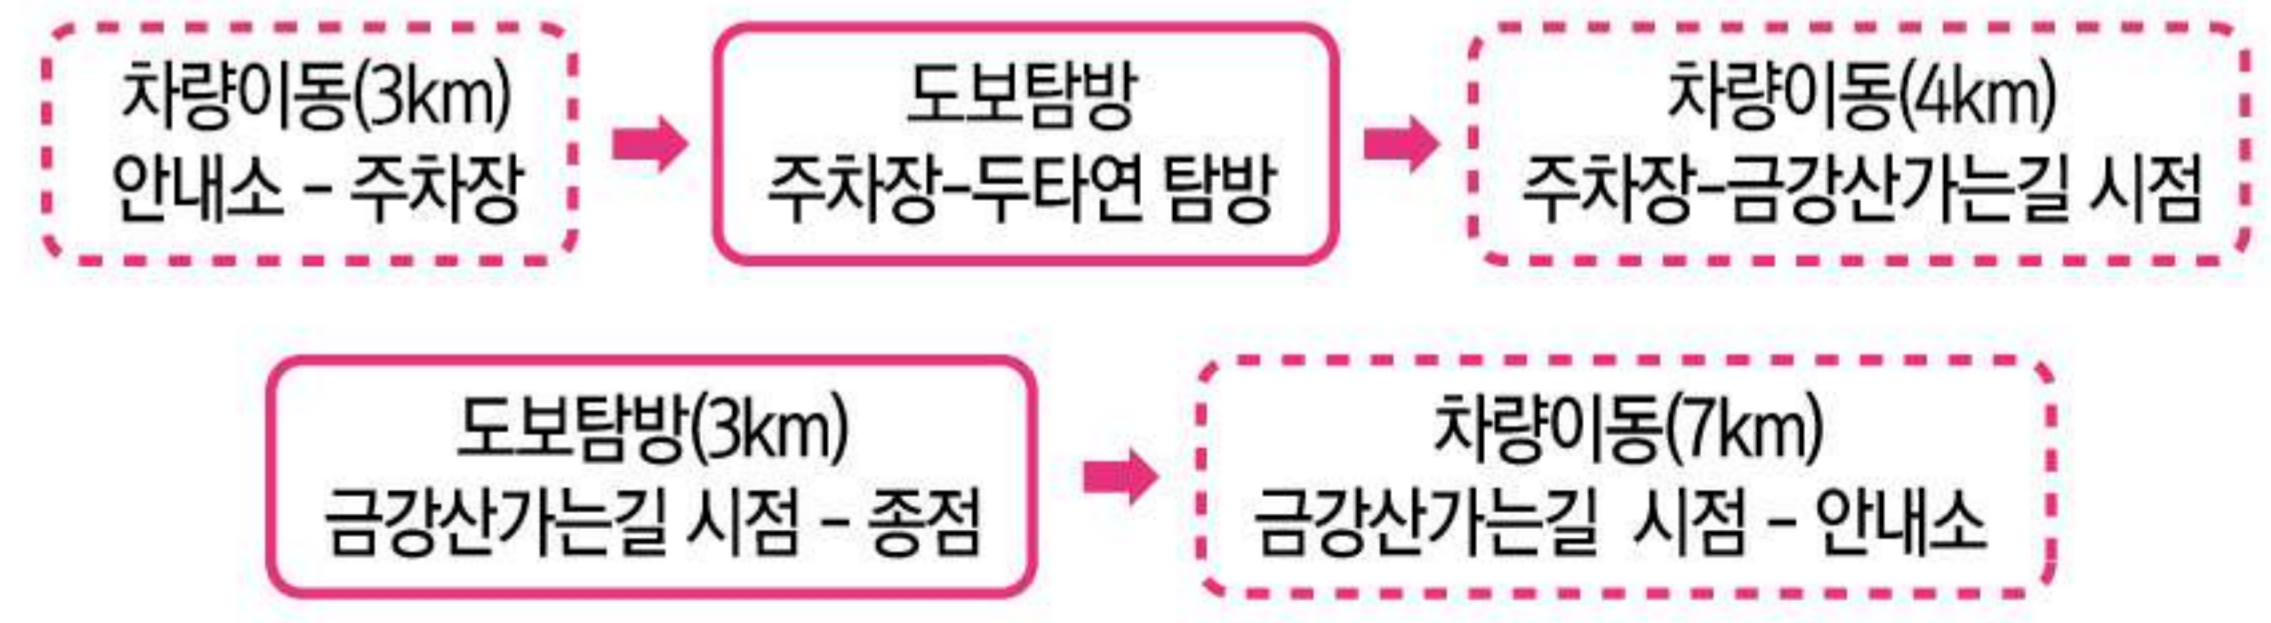 차량이동(3km)
안내소 - 주차장
도보탐방
주차장-두타연 탐방
차량이동(4km)
주차장-금강산가는길 시점
도보탐방(3km)
금강산가는길 시점 - 종점
차량이동(7km)
금강산가는길 시점 - 안내소